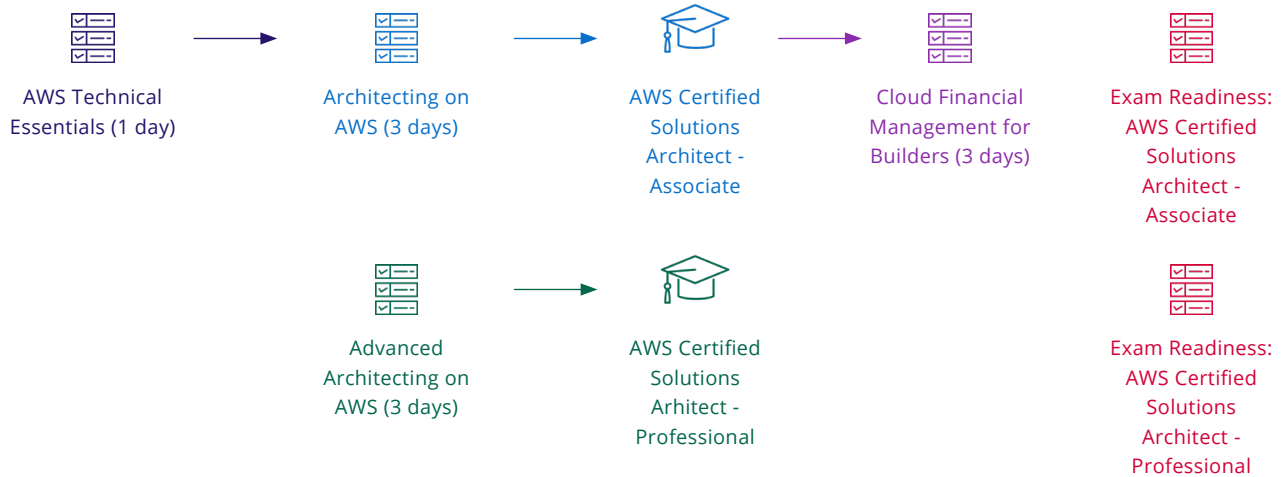 AWS Technical
Essentials (1 day)
Architecting on
AWS (3 days)
AWS Certified
Solutions
Architect -
Associate
Cloud Financial
Management for
Builders (3 days)
Exam Readiness:
AWS Certified
Solutions
Architect -
Associate
Advanced
Architecting on
AWS (3 days)
AWS Certified
Solutions
Arhitect -
Professional
Exam Readiness:
AWS Certified
Solutions
Architect -
Professional